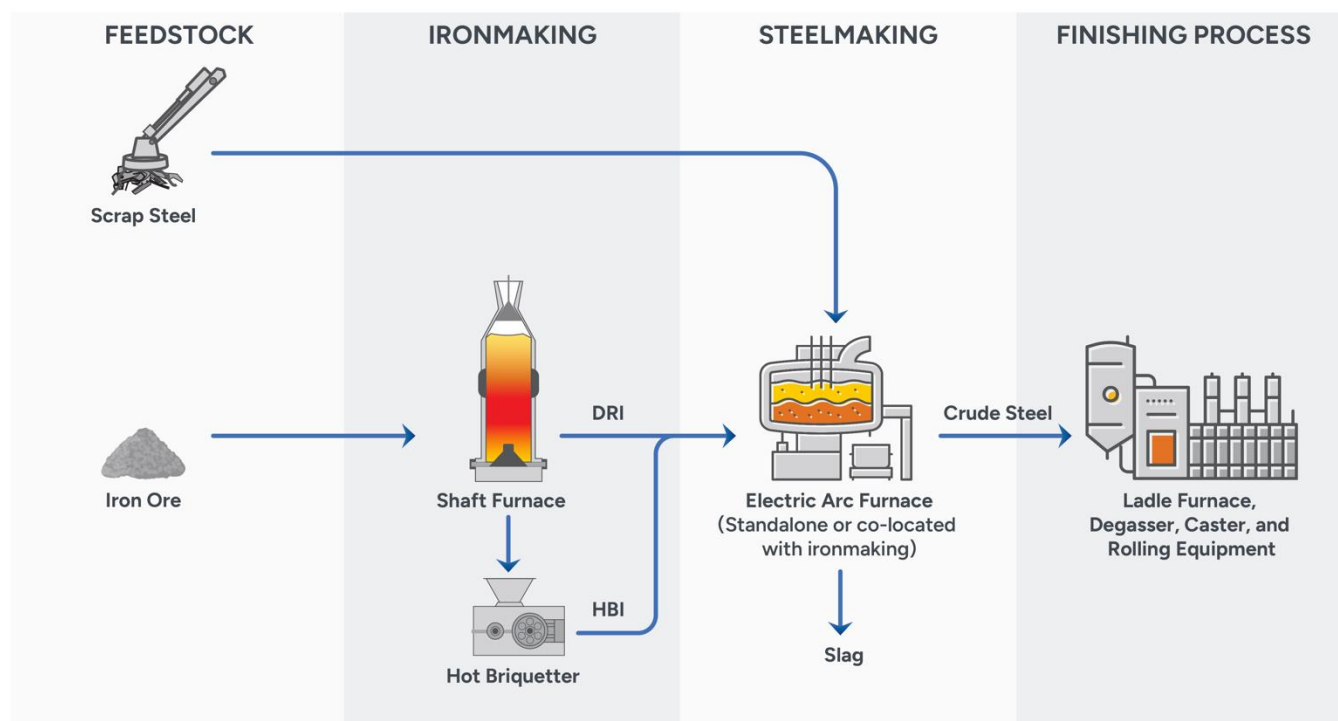 FEEDSTOCK
IRONMAKING
STEELMAKING
FINISHING PROCESS
Scrap Steel
Iron Ore
Shaft Furnace
DRI
Hot Briquetter
HBI
Electric Arc Furnace
(Standalone or co-located
with ironmaking)
Slag
Crude Steel
Ladle Furnace,
Degasser, Caster, and
Rolling Equipment